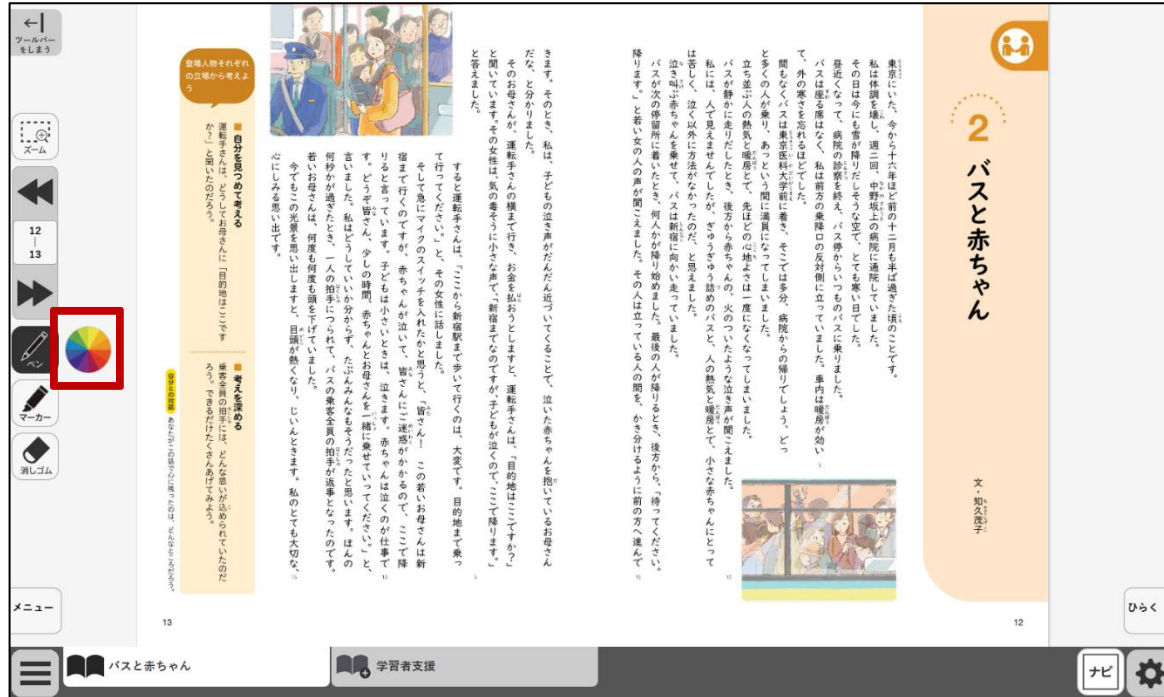 ツールバー
をしまう
ズーム
12
|
13
ペン
マーカー
消しゴム
メニュー
2
バスと赤ちゃん
文・知久茂子
東京にいた、今から十六年ほど前の十二月も半ば過ぎた頃のことです。
私は体調を壊し、週二回、中野坂上の病院に通院していました。
その日は今にも雪が降りだしそうな空で、とても寒い日でした。
昼近くなって、病院の診察を終え、バス停からいつものバスに乗りました。
バスは座る席はなく、私は前方の乗降口の反対側に立っていました。車内は暖房が効い
て、外の寒さを忘れるほどでした。
間もなくバスは東京医科大学前に着き、そこでは多分、病院からの帰りでしょう、どっ
と多くの人が乗り、あっという間に満員になってしまいました。
立ち並ぶ人の熱気と暖房とで、先ほどの心地よさは一度になくなってしまいました。
バスが静かに走りだしたとき、後方から赤ちゃんの、火のついたような泣き声が聞こえました。
私には、人で見えませんでしたが、ぎゅうぎゅう詰めのバスと、人の熱気と暖房とで、小さな赤ちゃんにとって
は苦しく、泣く以外に方法がなかったのだ、と思えました。
泣き叫ぶ赤ちゃんを乗せて、バスは新宿に向かい走っていました。
バスが次の停留所に着いたとき、何人かが降り始めました。最後の人が降りるとき、後方から、「待ってください。
降ります。」と若い女の人の声が聞こえました。その人は立っている人の間を、かき分けるように前の方へ進んで
12
きます。そのとき、私は、子どもの泣き声がだんだん近づいてくることで、泣いた赤ちゃんを抱いているお母さん
だな、と分かりました。
そのお母さんが、運転手さんの横まで行き、お金を払おうとしますと、運転手さんは、「目的地はここですか?」
と聞いています。その女性は、気の毒そうに小さな声で、「新宿までなのですが、子どもが泣くので、ここで降ります。」
と答えました。
すると運転手さんは、「ここから新宿駅まで歩いて行くのは、大変です。目的地まで乗っ
て行ってください。」と、その女性に話しました。
そして急にマイクのスイッチを入れたかと思うと、「皆さん! この若いお母さんは新
宿まで行くのですが、赤ちゃんが泣いて、皆さんにご迷惑がかかるので、ここで降
りると言っています。子どもは小さいときは、泣きます。赤ちゃんは泣くのが仕事で
す。どうぞ皆さん、少しの時間、赤ちゃんとお母さんを一緒に乗せていってください。」と、
言いました。私はどうしていいか分からず、たぶんみんなもそうだったと思います。ほんの
何秒かが過ぎたとき、一人の拍手につられて、バスの乗客全員の拍手が返事となったのです。
若いお母さんは、何度も何度も頭を下げていました。
今でもこの光景を思い出しますと、目頭が熱くなり、じいんときます。私のとても大切な、
心にしみる思い出です。
登場人物それぞれ
の立場から考えよ
う
■自分を見つめて考える
運転手さんは、どうしてお母さんに「目的地はここです
か?」と聞いたのだろう。
■考えを深める
乗客全員の拍手には、どんな思いが込められていたのだ
ろう。できるだけたくさんあげてみよう。
自分との対話 あなたがこの話で心に残ったのは、どんなところだろう。
13
ひらく
バスと赤ちゃん
学習者支援
ナビ